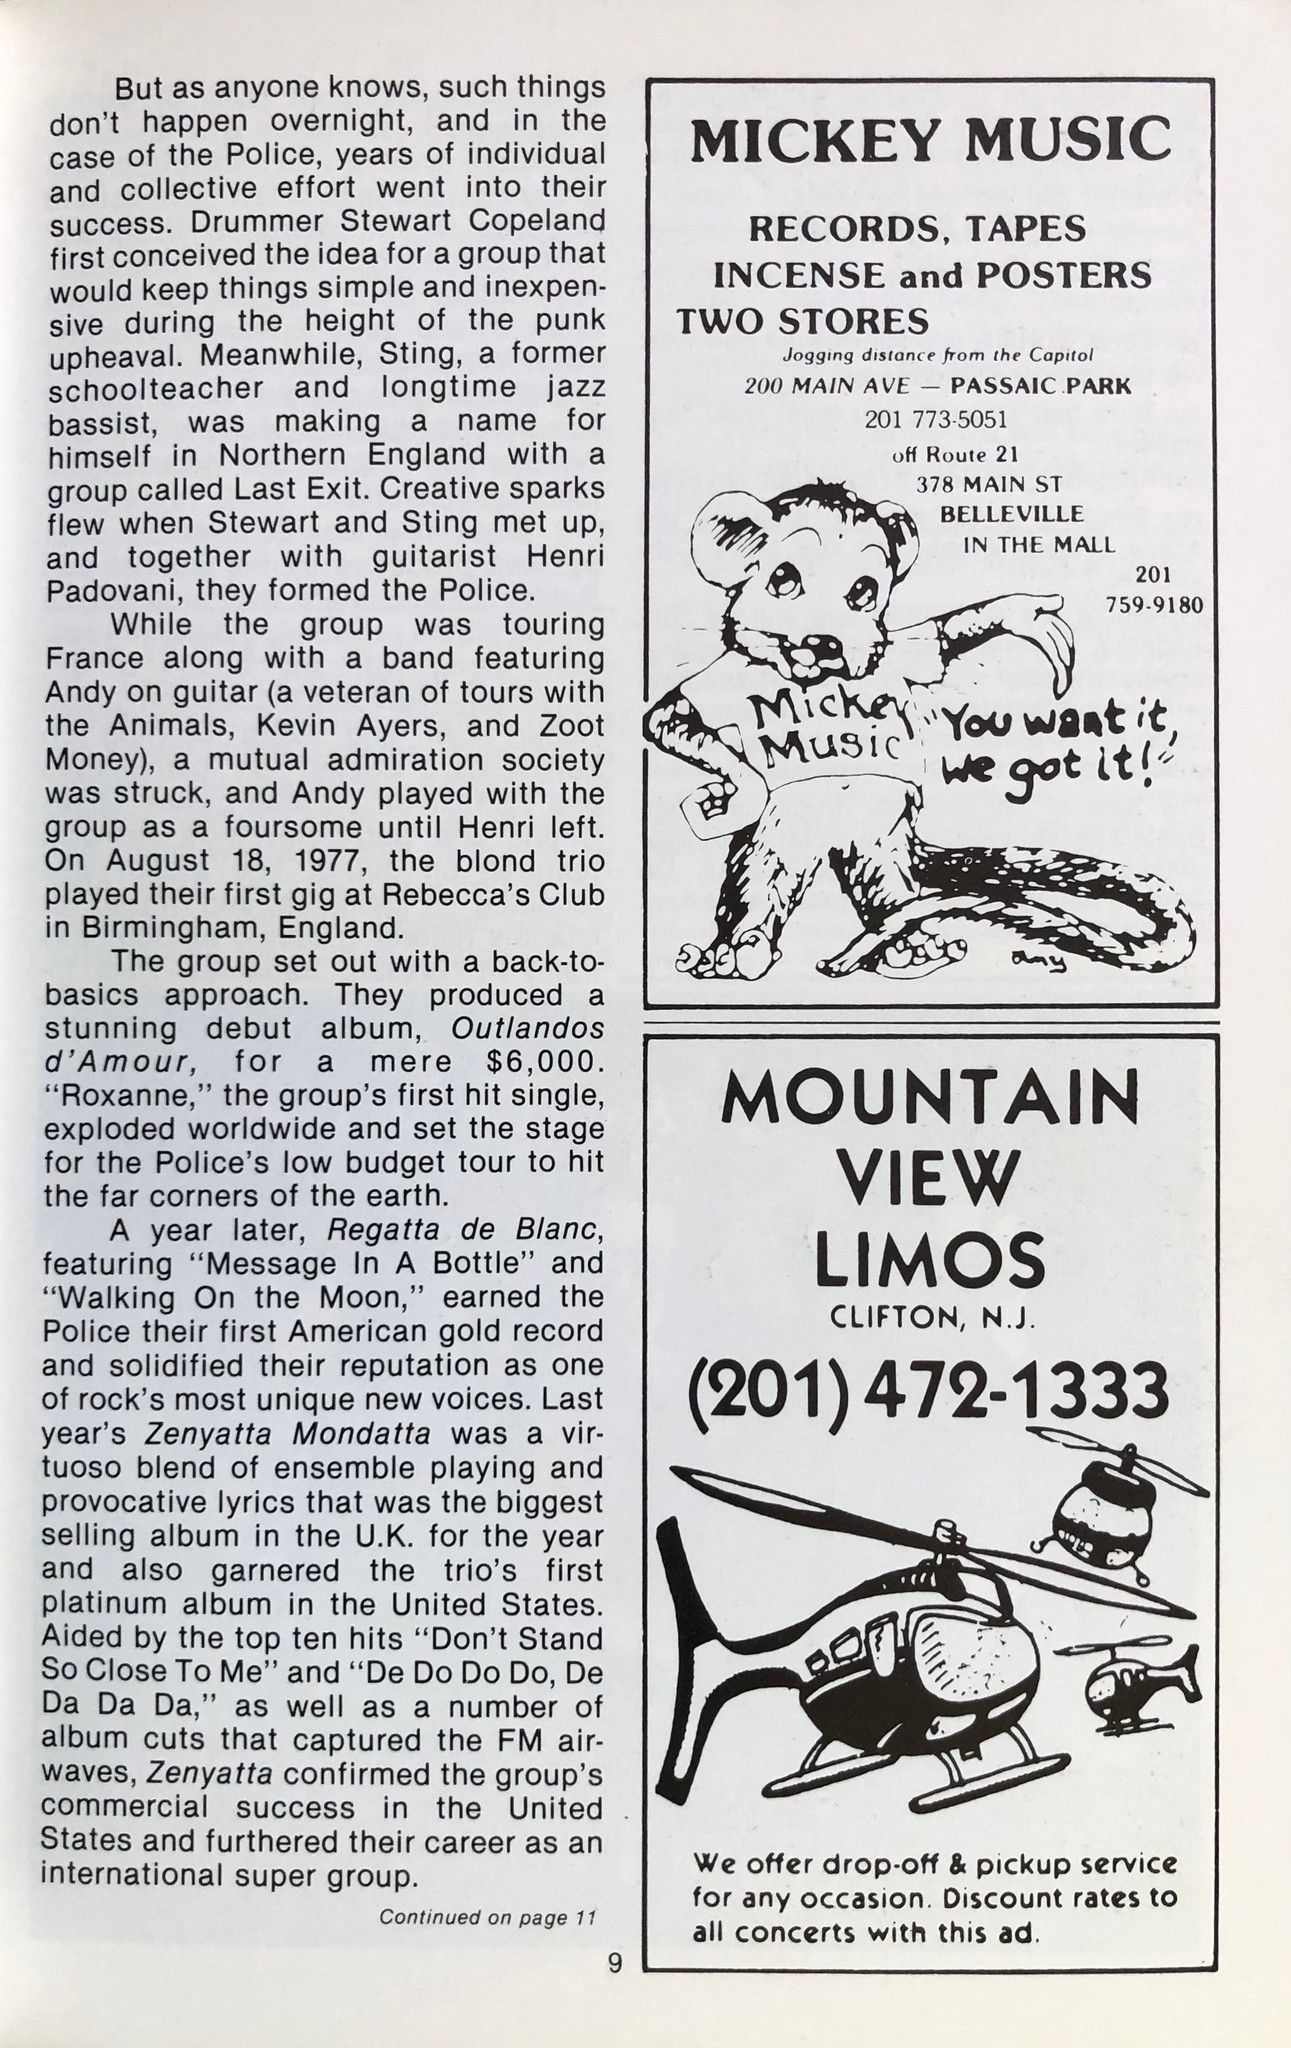 But as anyone knows, such things
don't happen overnight, and in the
case of the Police, years of individual
and collective effort went into their
success. Drummer Stewart Copeland
first conceived the idea for a group that
would keep things simple and inexpen-
sive during the height of the punk
upheaval. Meanwhile, Sting, a former
schoolteacher and longtime jazz
bassist, was making a name for
himself in Northern England with a
group called Last Exit. Creative sparks
flew when Stewart and Sting met up,
and together with guitarist Henri
Padovani, they formed the Police.
While the group was touring
France along with a band featuring
Andy on guitar (a veteran of tours with
the Animals, Kevin Ayers, and Zoot
Money), a mutual admiration society
was struck, and Andy played with the
group as a foursome until Henri left.
On August 18, 1977, the blond trio
played their first gig at Rebecca's Club
in Birmingham, England.
The group set out with a back-to-
basics approach. They produced a
stunning debut album, Outlandos
d'Amour, for a mere $6,000.
“Roxanne,” the group's first hit single,
exploded worldwide and set the stage
for the Police's low budget tour to hit
the far corners of the earth.
A year later, Regatta de Blanc,
featuring “Message In A Bottle” and
“Walking On the Moon,” earned the
Police their first American gold record
and solidified their reputation as one
of rock's most unique new voices. Last
year's Zenyatta Mondatta was a vir-
tuoso blend of ensemble playing and
provocative lyrics that was the biggest
selling album in the U.K. for the year
and also garnered the trio's first
platinum album in the United States.
Aided by the top ten hits “Don't Stand
So Close To Me” and “De Do Do Do, De
Da Da Da,” as well as a number of
album cuts that captured the FM air-
waves, Zenyatta confirmed the group's
commercial success in the United
States and furthered their career as an
international super group.
Continued on page 11
9
MICKEY MUSIC
RECORDS, TAPES
INCENSE and POSTERS
TWO STORES
Jogging distance from the Capitol
200 MAIN AVE — PASSAIC PARK
201 773-5051
off Route 21
378 MAIN ST
BELLEVILLE
IN THE MALL
201
759-9180
Mickey
Music
"You want it,
we got it!"
any
MOUNTAIN
VIEW
LIMOS
CLIFTON, N.J.
(201) 472-1333
We offer drop-off & pickup service
for any occasion. Discount rates to
all concerts with this ad.